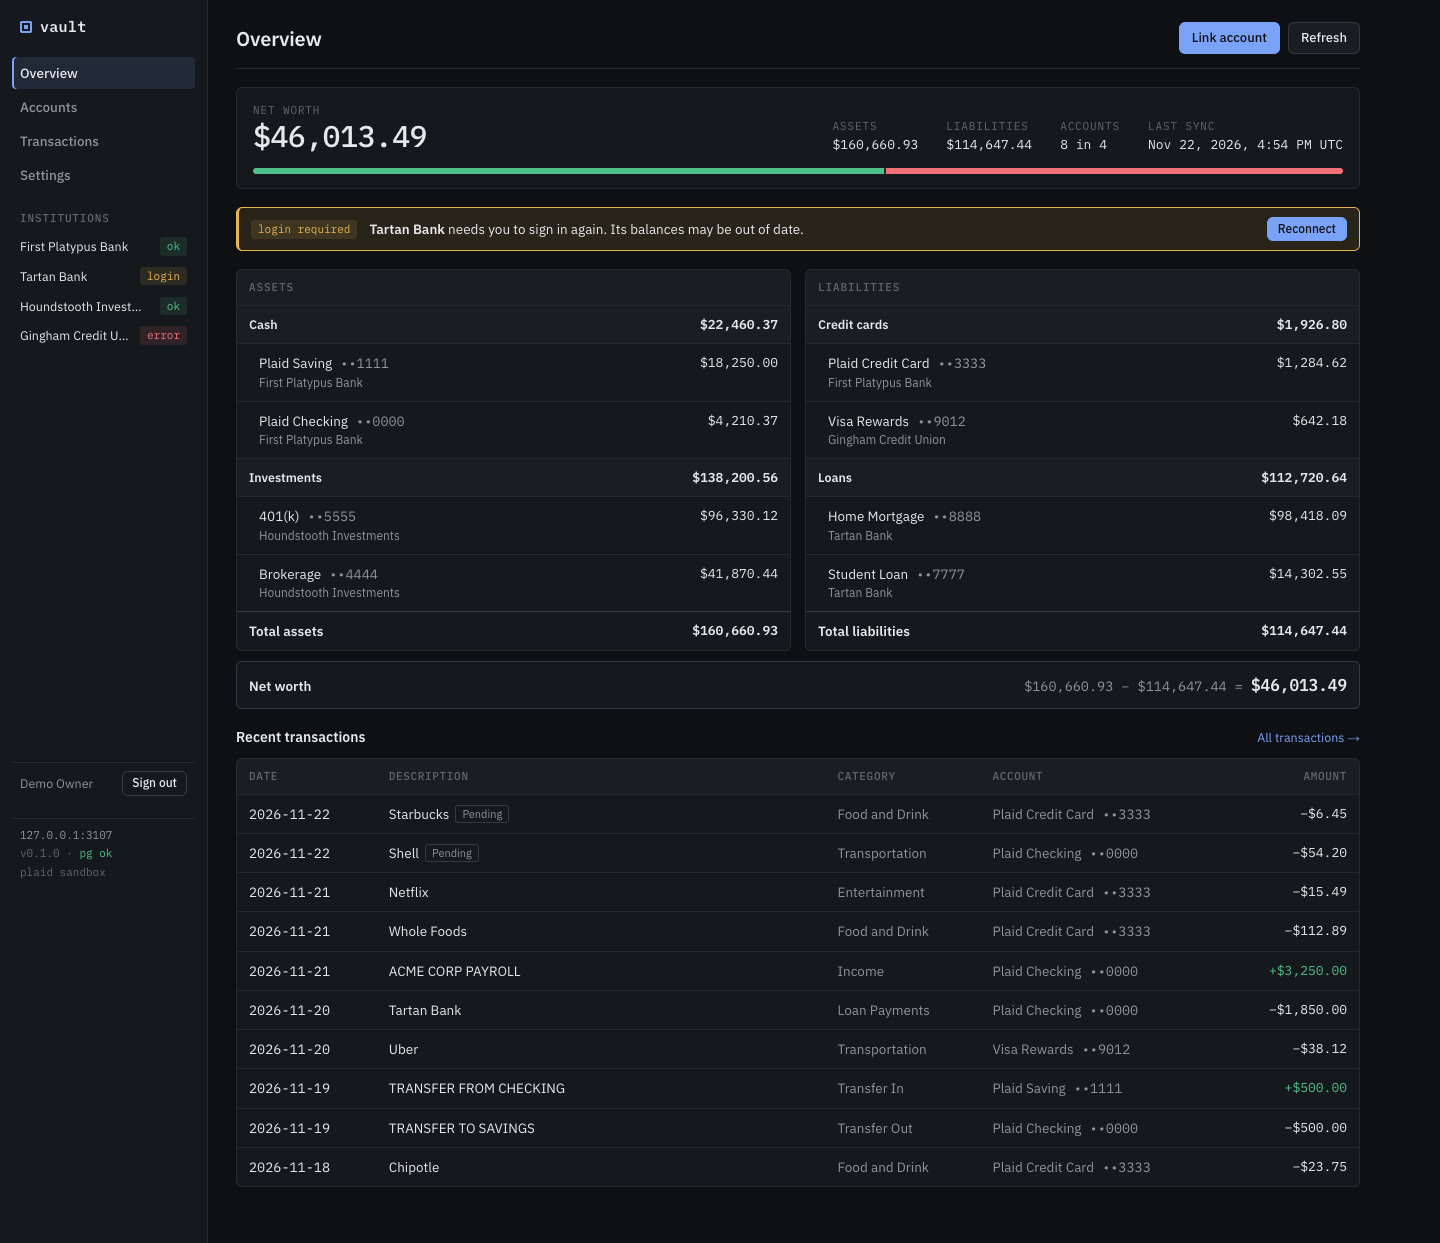 vault
Overview
Accounts
Transactions
Settings
INSTITUTIONS
First Platypus Bank ok
Tartan Bank login
Houndstooth Invest... ok
Gingham Credit U... error
Demo Owner Sign out
127.0.0.1:3107
v0.1.0 · pg ok
plaid sandbox
Overview Link account Refresh
NET WORTH
$46,013.49
ASSETS LIABILITIES ACCOUNTS LAST SYNC
$160,660.93 $114,647.44 8 in 4 Nov 22, 2026, 4:54 PM UTC
login required Tartan Bank needs you to sign in again. Its balances may be out of date. Reconnect
ASSETS
Cash $22,460.37
Plaid Saving ••1111 $18,250.00
First Platypus Bank
Plaid Checking ••0000 $4,210.37
First Platypus Bank
Investments $138,200.56
401(k) ••5555 $96,330.12
Houndstooth Investments
Brokerage ••4444 $41,870.44
Houndstooth Investments
Total assets $160,660.93
LIABILITIES
Credit cards $1,926.80
Plaid Credit Card ••3333 $1,284.62
First Platypus Bank
Visa Rewards ••9012 $642.18
Gingham Credit Union
Loans $112,720.64
Home Mortgage ••8888 $98,418.09
Tartan Bank
Student Loan ••7777 $14,302.55
Tartan Bank
Total liabilities $114,647.44
Net worth $160,660.93 − $114,647.44 = $46,013.49
Recent transactions All transactions →
DATE DESCRIPTION CATEGORY ACCOUNT AMOUNT
2026-11-22 Starbucks Pending Food and Drink Plaid Credit Card ••3333 −$6.45
2026-11-22 Shell Pending Transportation Plaid Checking ••0000 −$54.20
2026-11-21 Netflix Entertainment Plaid Credit Card ••3333 −$15.49
2026-11-21 Whole Foods Food and Drink Plaid Credit Card ••3333 −$112.89
2026-11-21 ACME CORP PAYROLL Income Plaid Checking ••0000 +$3,250.00
2026-11-20 Tartan Bank Loan Payments Plaid Checking ••0000 −$1,850.00
2026-11-20 Uber Transportation Visa Rewards ••9012 −$38.12
2026-11-19 TRANSFER FROM CHECKING Transfer In Plaid Saving ••1111 +$500.00
2026-11-19 TRANSFER TO SAVINGS Transfer Out Plaid Checking ••0000 −$500.00
2026-11-18 Chipotle Food and Drink Plaid Credit Card ••3333 −$23.75